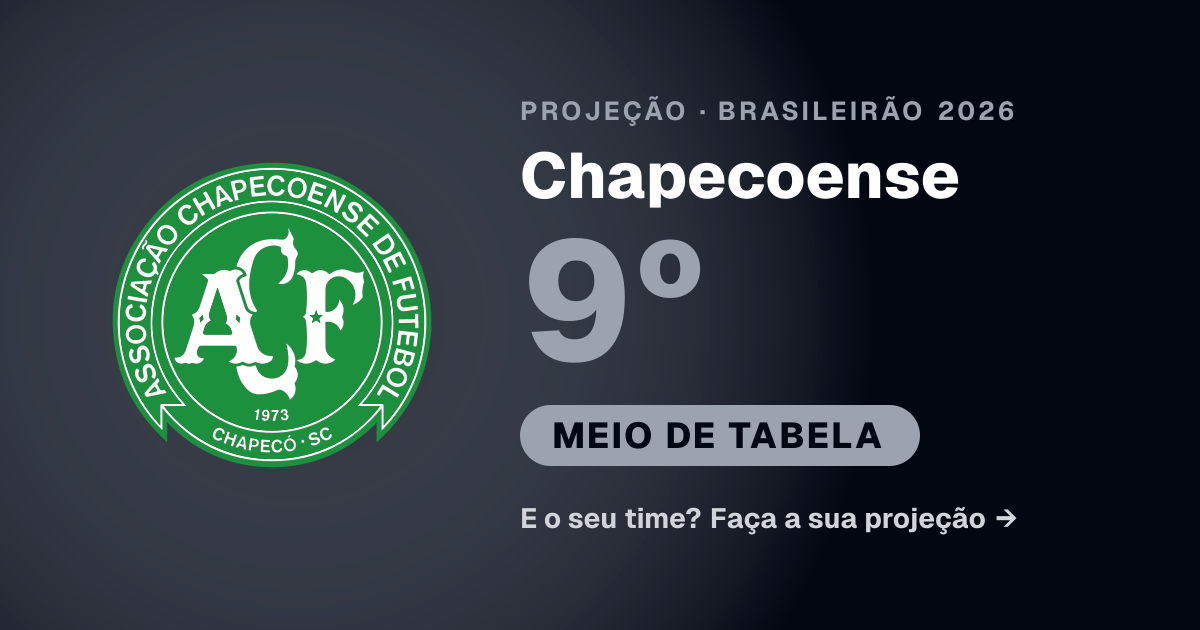 ASSOCIAÇÃO CHAPECOENSE DE FUTEBOL
ACF
1973
CHAPECÓ · SC
PROJEÇÃO · BRASILEIRÃO 2026
Chapecoense
9º
MEIO DE TABELA
E o seu time? Faça a sua projeção →